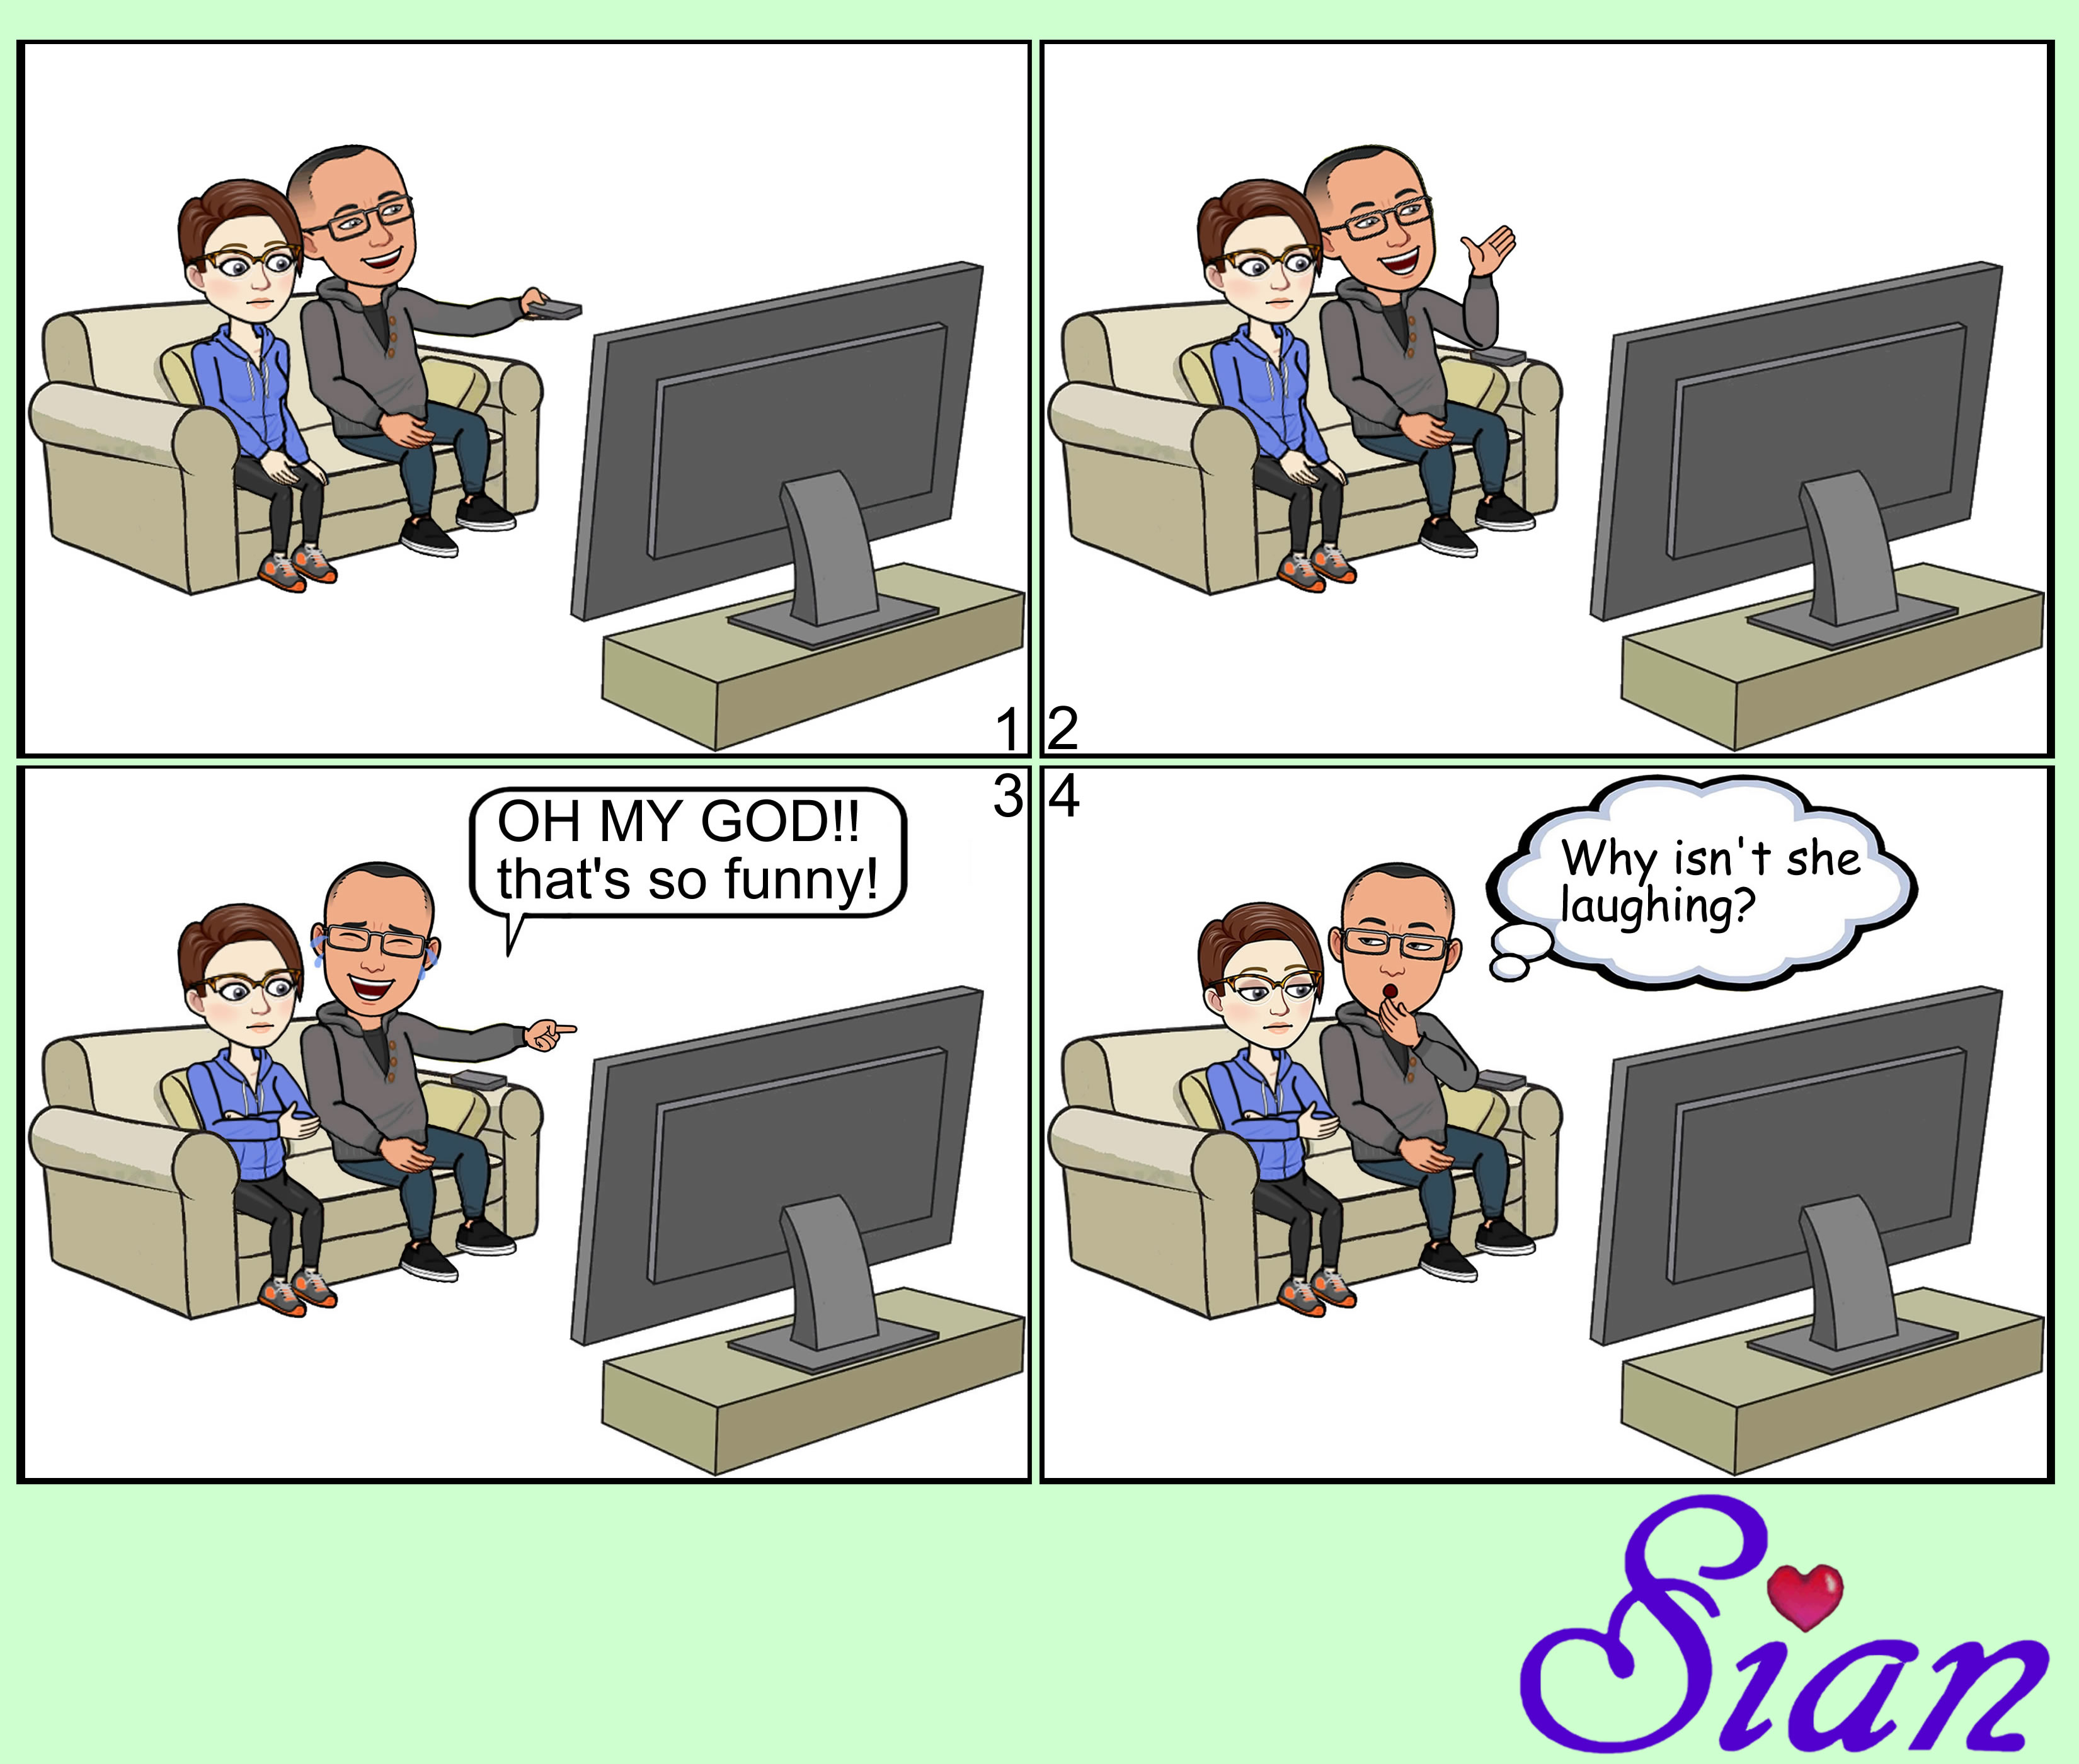 1
2
3
OH MY GOD!!
that's so funny!
4
Why isn't she
laughing?
Sian